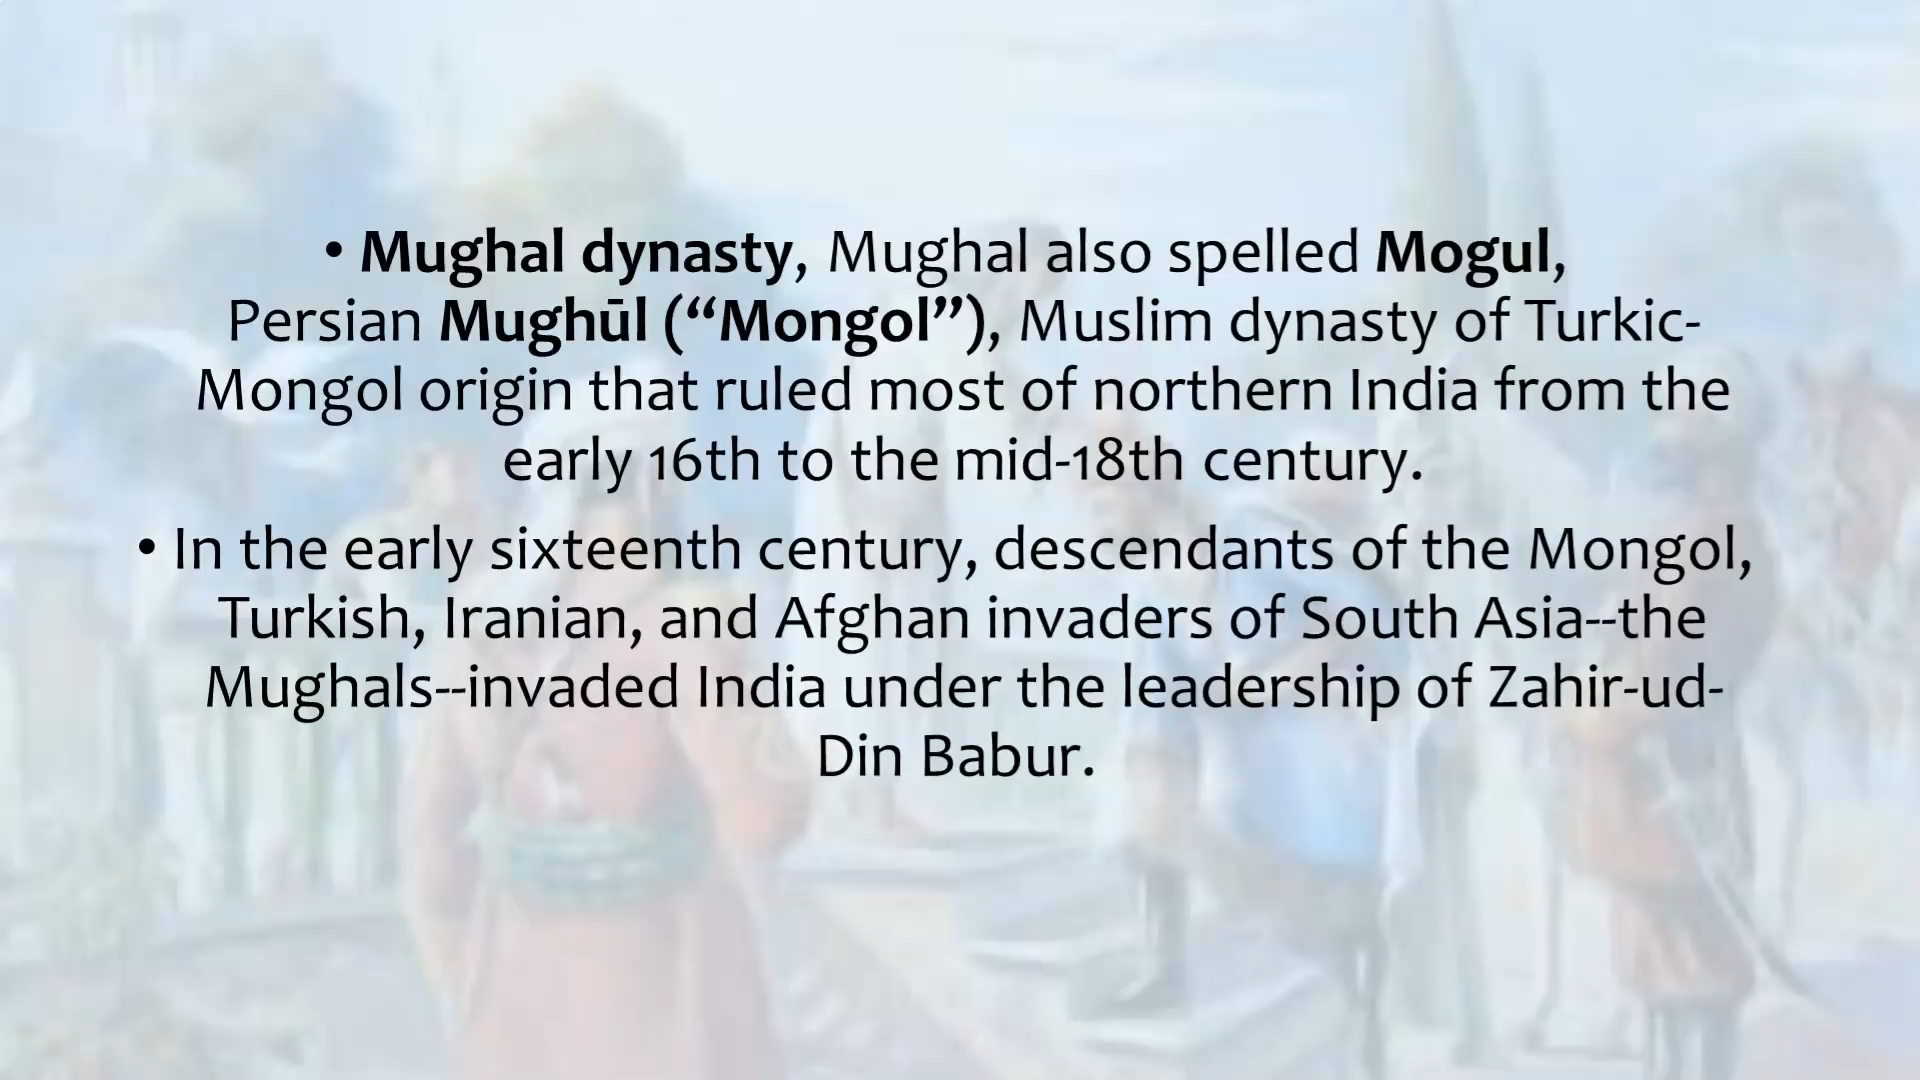 • Mughal dynasty, Mughal also spelled Mogul,
Persian Mughūl (“Mongol”), Muslim dynasty of Turkic-
Mongol origin that ruled most of northern India from the
early 16th to the mid-18th century.
• In the early sixteenth century, descendants of the Mongol,
Turkish, Iranian, and Afghan invaders of South Asia--the
Mughals--invaded India under the leadership of Zahir-ud-
Din Babur.